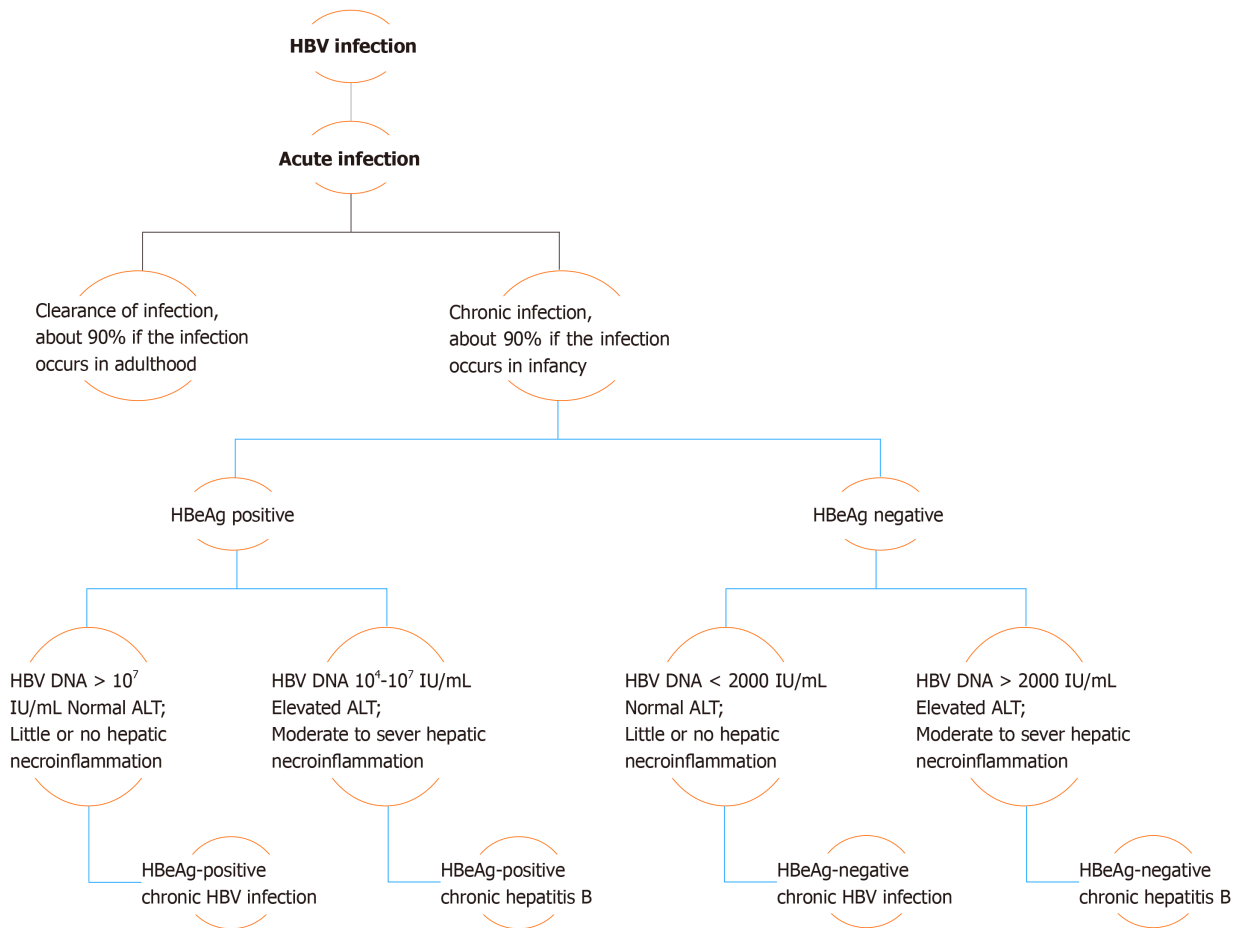 HBV infection
Acute infection
Clearance of infection,
about 90% if the infection
occurs in adulthood
Chronic infection,
about 90% if the infection
occurs in infancy
HBeAg positive
HBeAg negative
HBV DNA > 10⁷
IU/mL Normal ALT;
Little or no hepatic
necroinflammation
HBV DNA 10⁴-10⁷ IU/mL
Elevated ALT;
Moderate to sever hepatic
necroinflammation
HBV DNA < 2000 IU/mL
Normal ALT;
Little or no hepatic
necroinflammation
HBV DNA > 2000 IU/mL
Elevated ALT;
Moderate to sever hepatic
necroinflammation
HBeAg-positive
chronic HBV infection
HBeAg-positive
chronic hepatitis B
HBeAg-negative
chronic HBV infection
HBeAg-negative
chronic hepatitis B